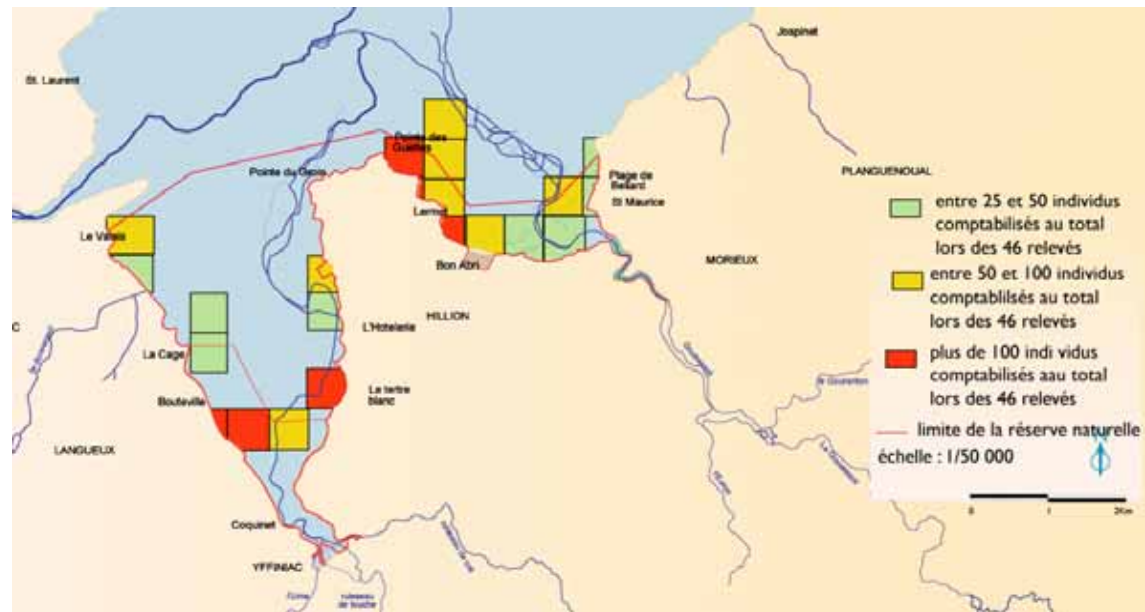 Jospinet
St. Laurent
Pointe des
Guettes
Pointe du Grouin
Plage de
Béliard
St Maurice
PLANGUENOUAL
Lermot
Le Valais
Bon Abri
MORIEUX
HILLION
L'Hotelerie
La Cage
La tertre
blanc
Bouteville
LANGUEUX
Coquinet
YFFINIAC
entre 25 et 50 individus
comptabilisés au total
lors des 46 relevés
entre 50 et 100 individus
comptablilsés au total
lors des 46 relevés
plus de 100 indi vidus
comptabilisés aau total
lors des 46 relevés
limite de la réserve naturelle
échelle : 1/50 000
N
0 1 2Km